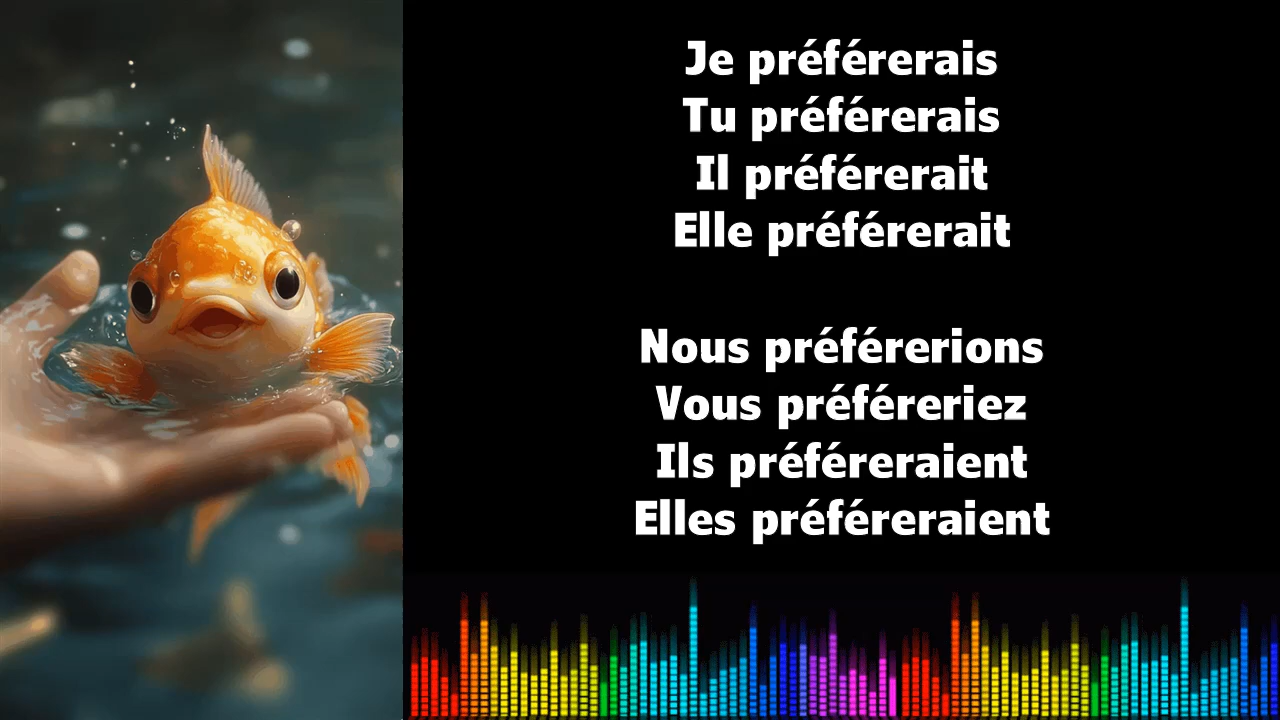 Je préférerais
Tu préférerais
Il préférerait
Elle préférerait
Nous préférerions
Vous préféreriez
Ils préféreraient
Elles préféreraient